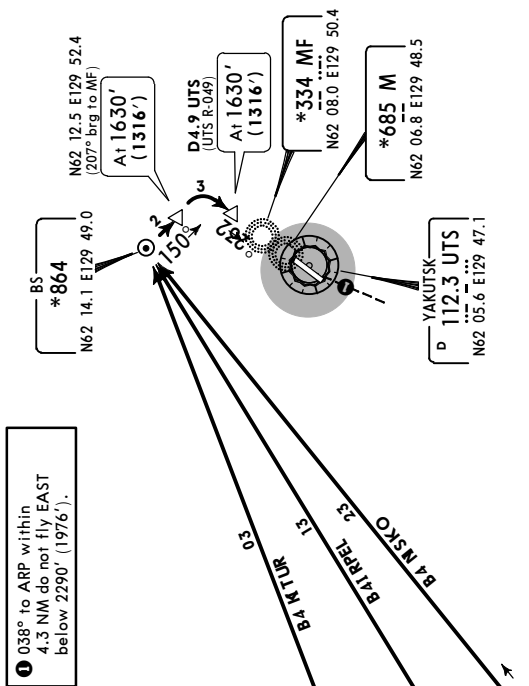 ❶ 038° to ARP within
4.3 NM do not fly EAST
below 2290' (1976').
BS
*864
N62 14.1 E129 49.0
N62 12.5 E129 52.4
(207° brg to MF)
At 1630'
(1316')
D4.9 UTS
(UTS R-049)
At 1630'
(1316')
*334 MF
N62 08.0 E129 50.4
*685 M
N62 06.8 E129 48.5
YAKUTSK
D 112.3 UTS
N62 05.6 E129 47.1
2
150°
3
❶
03
B4 KITUR
13
B4 IRPEL
23
B4 NSKO